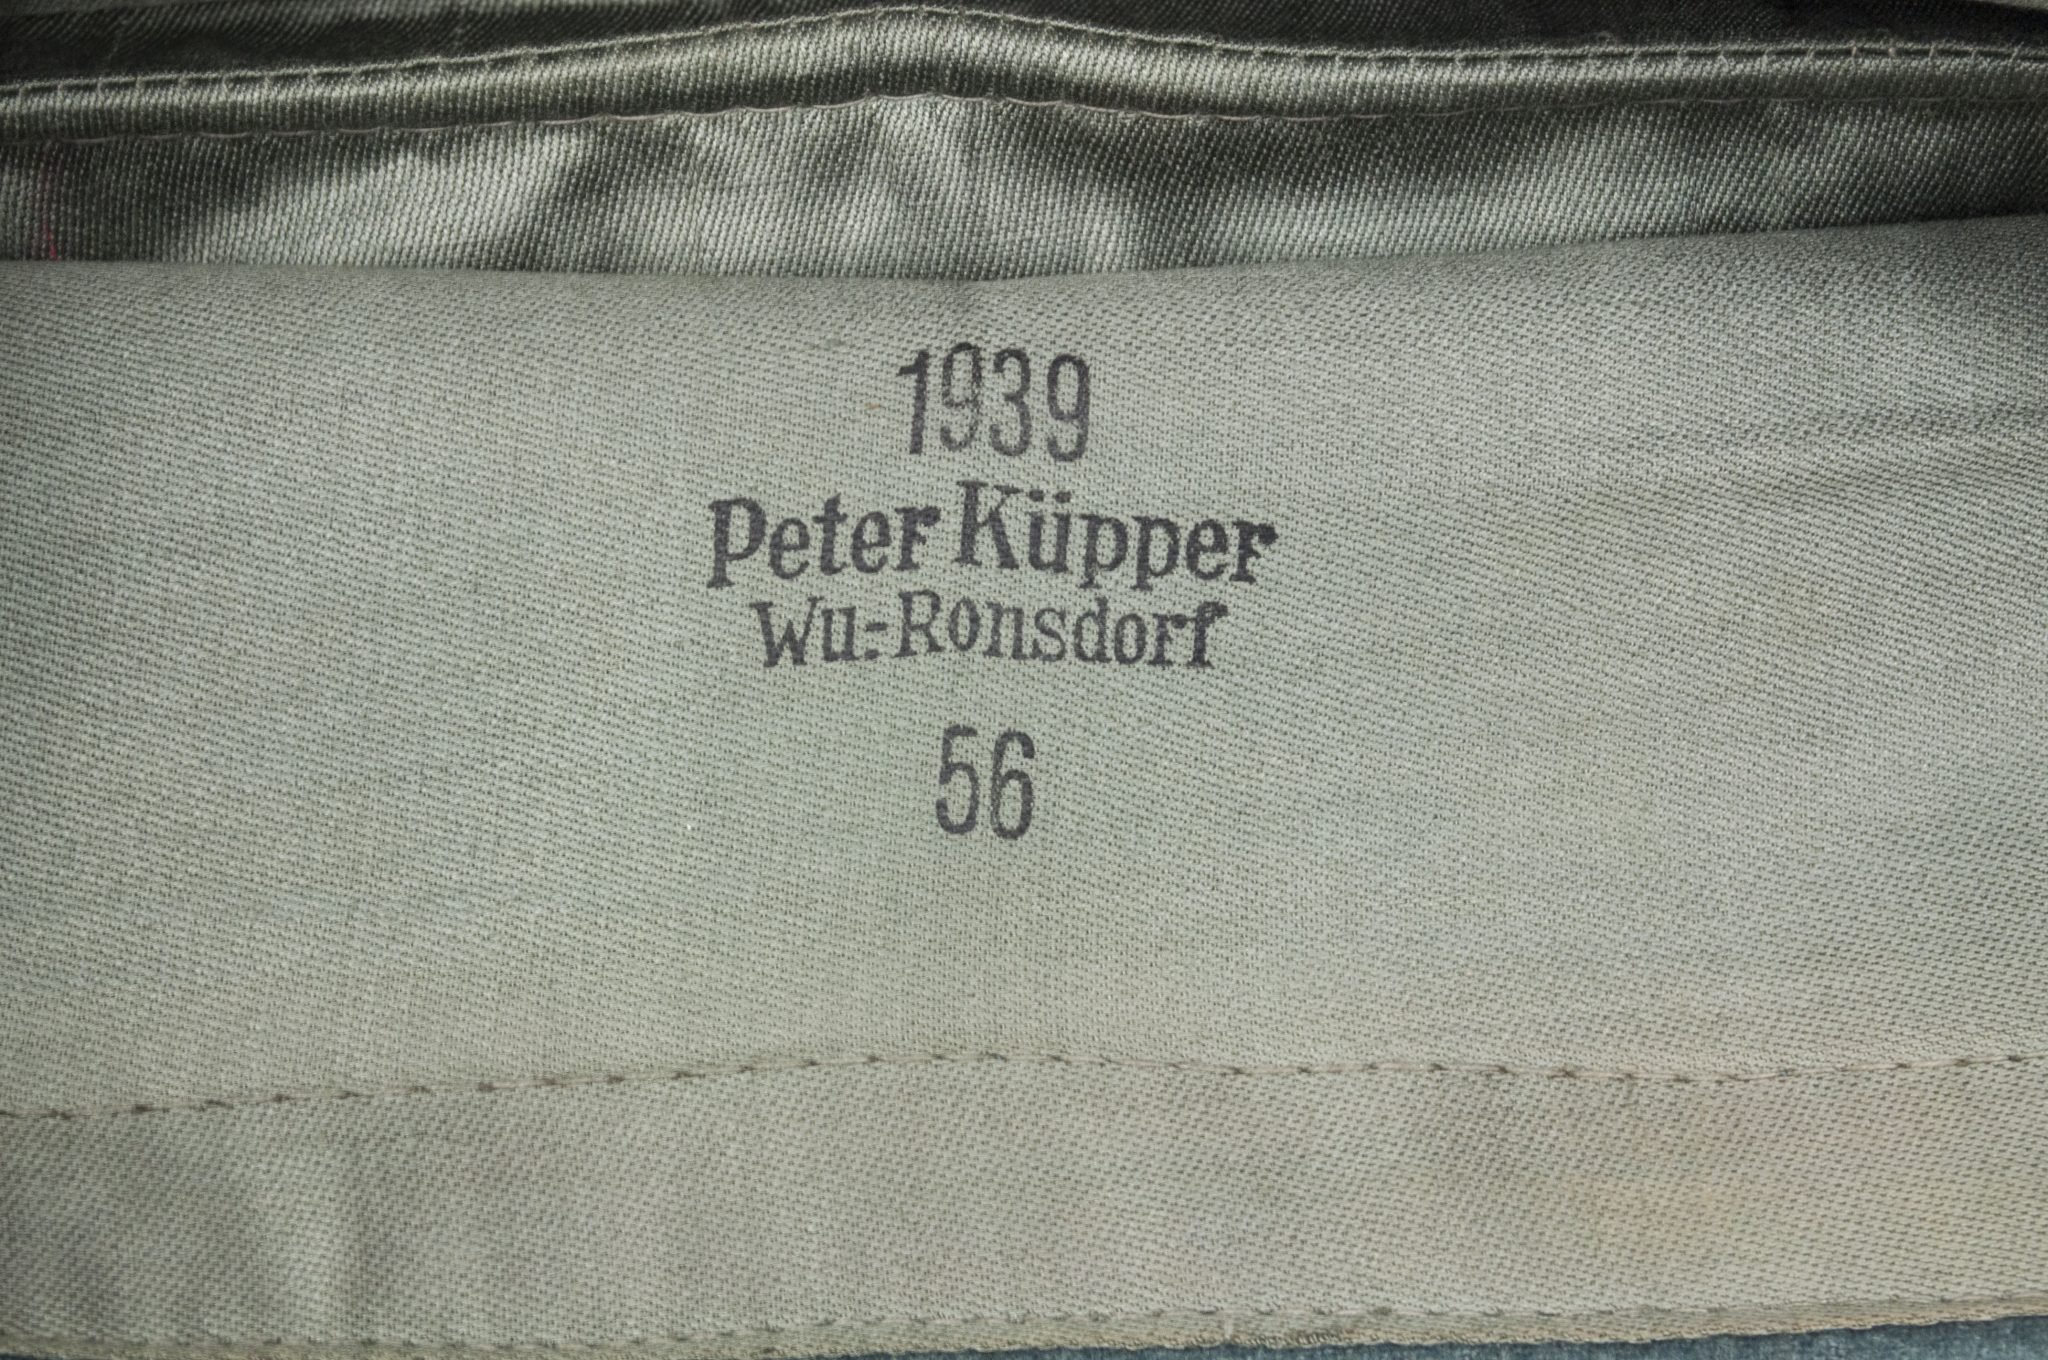 1939
Peter Küpper
Wu.-Ronsdorf
56